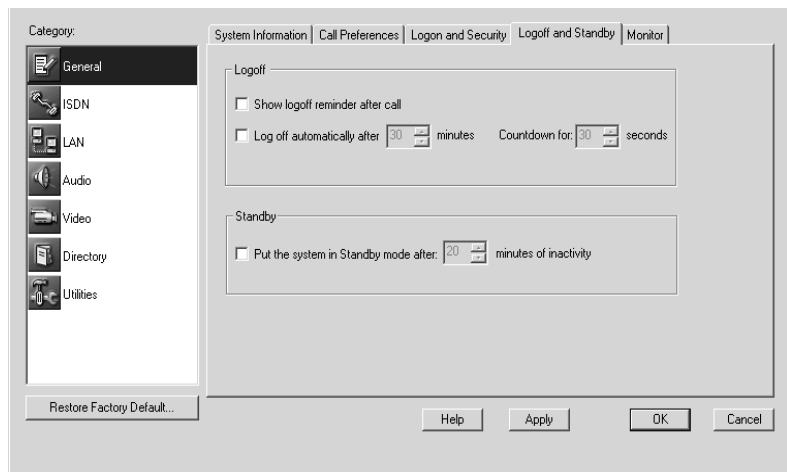 Category:
General
ISDN
LAN
Audio
Video
Directory
Utilities
Restore Factory Default...
System Information
Call Preferences
Logon and Security
Logoff and Standby
Monitor
Logoff
Show logoff reminder after call
Log off automatically after 30 minutes Countdown for: 30 seconds
Standby
Put the system in Standby mode after: 20 minutes of inactivity
Help
Apply
OK
Cancel